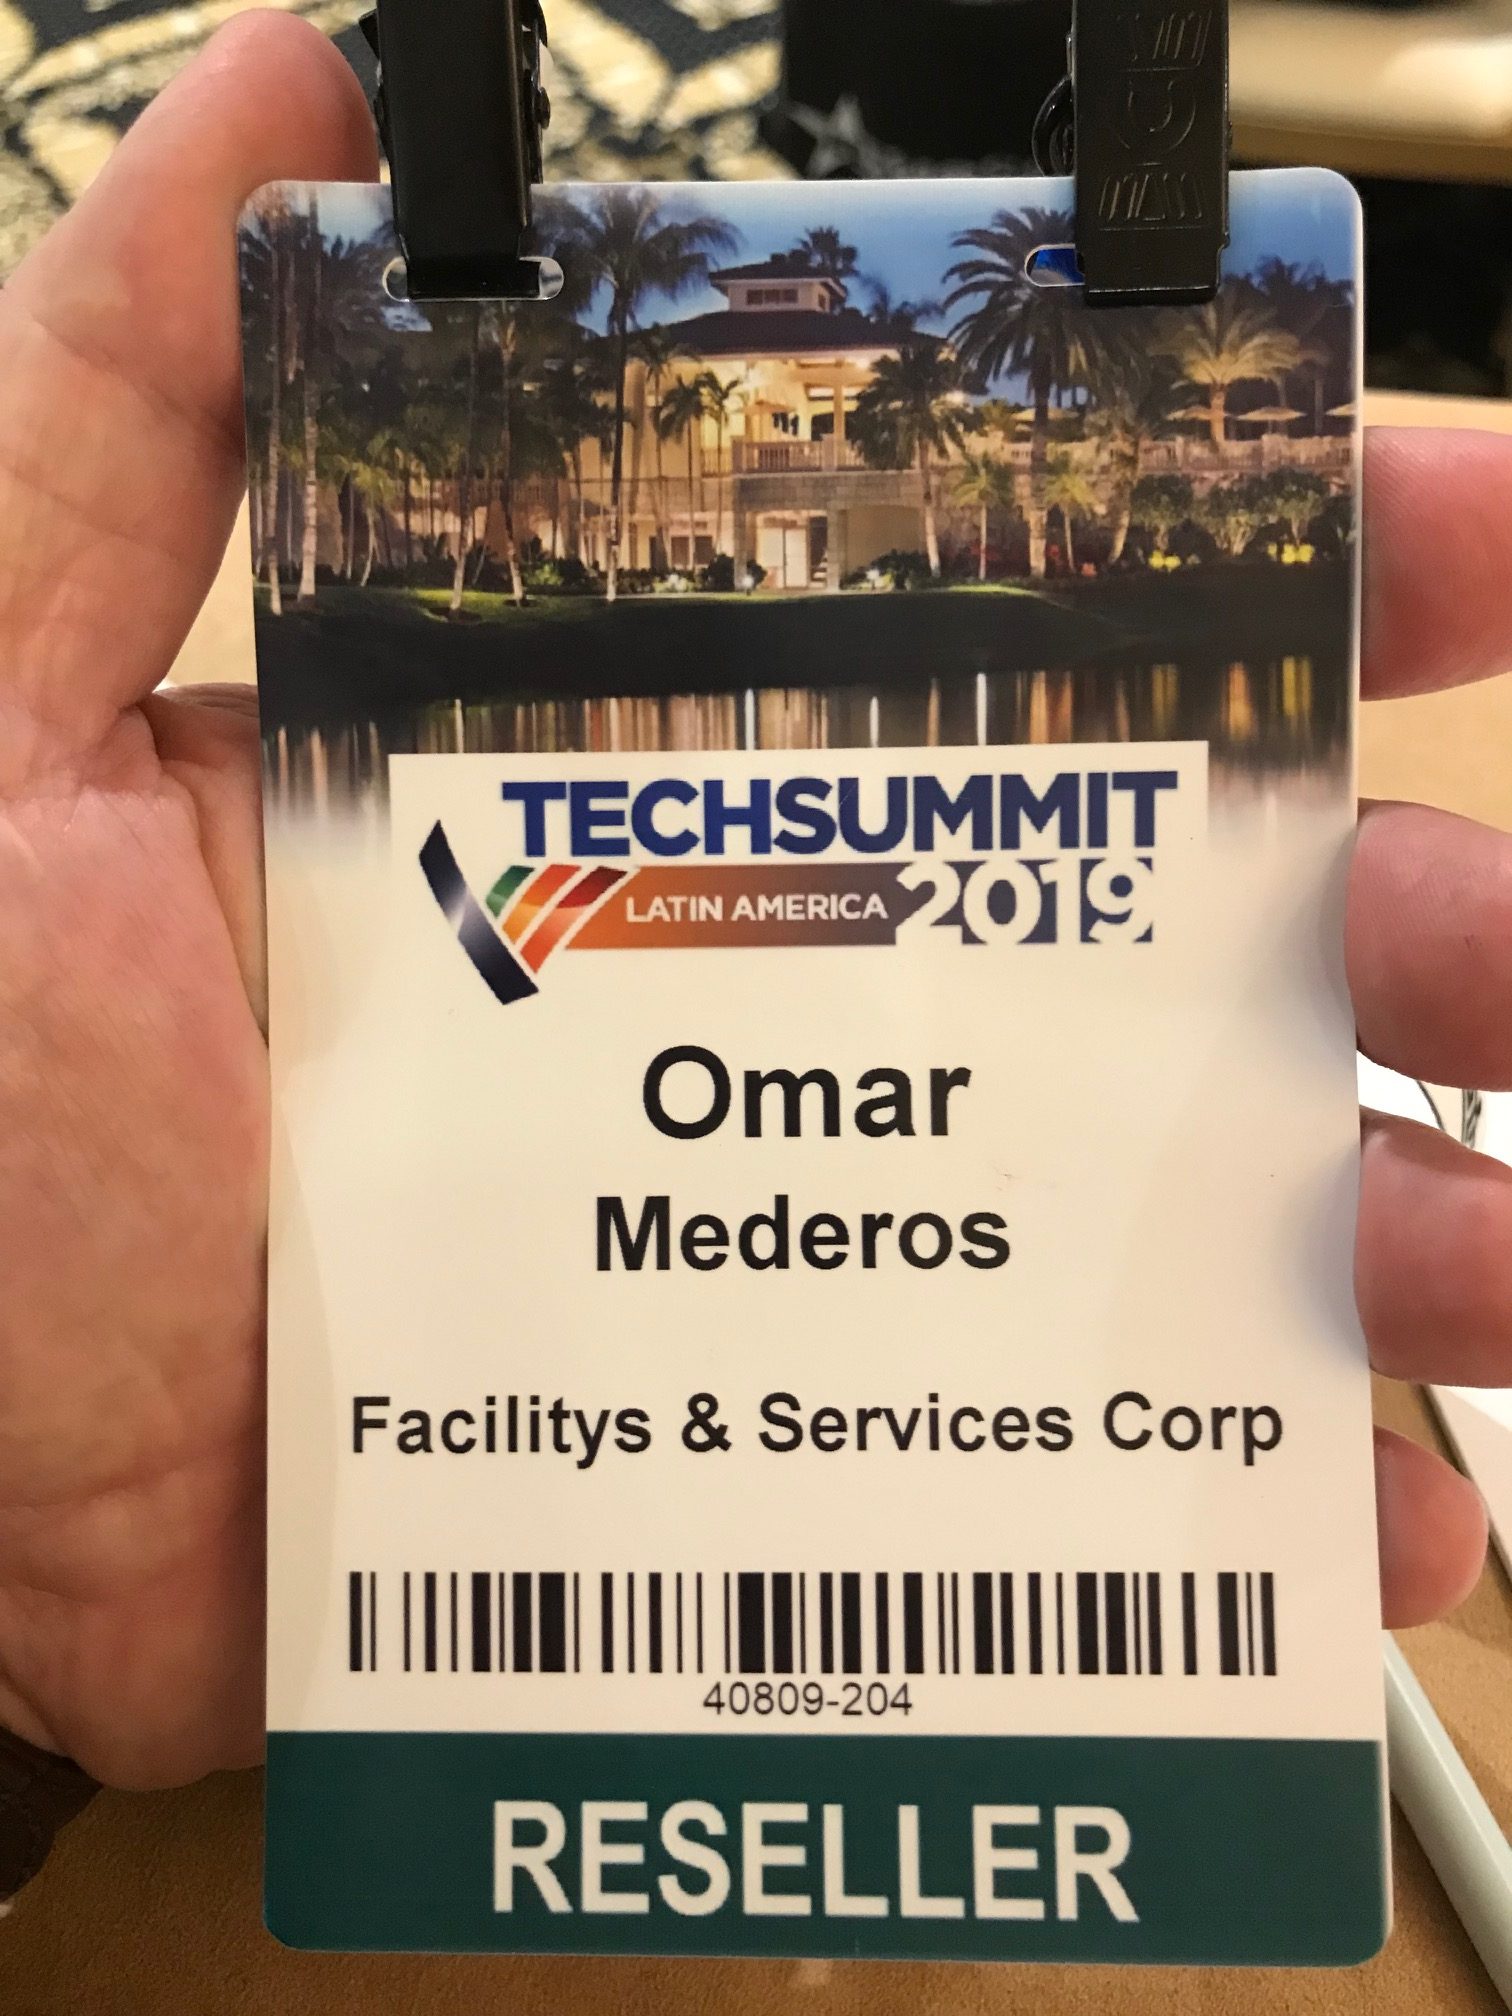 TECHSUMMIT
LATIN AMERICA 2019
Omar
Mederos
Facilitys & Services Corp
40809-204
RESELLER